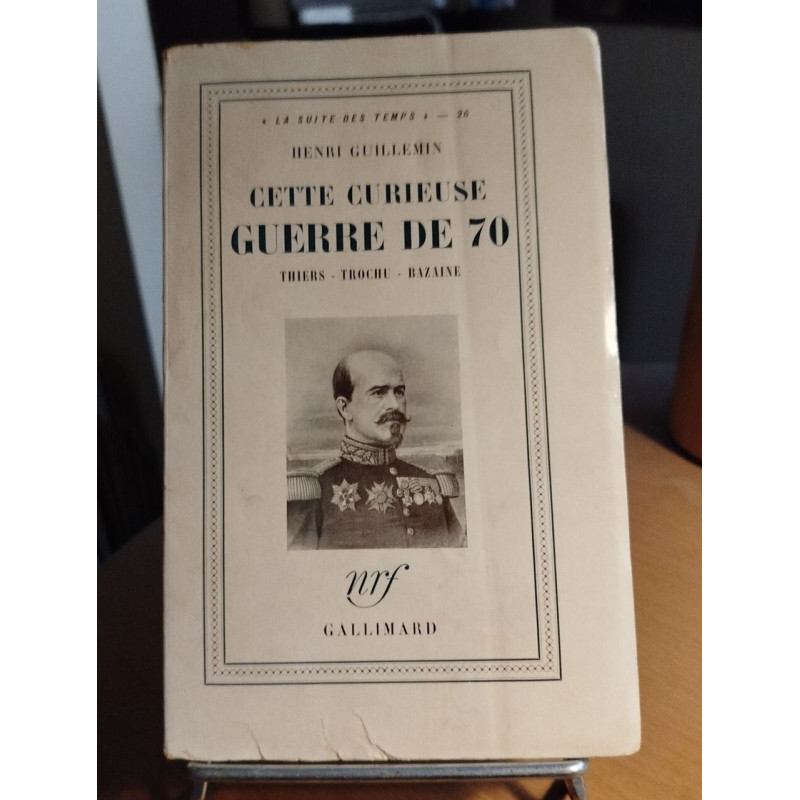 « LA SUITE DES TEMPS » — 26
HENRI GUILLEMIN
CETTE CURIEUSE
GUERRE DE 70
THIERS - TROCHU - BAZAINE
nrf
GALLIMARD